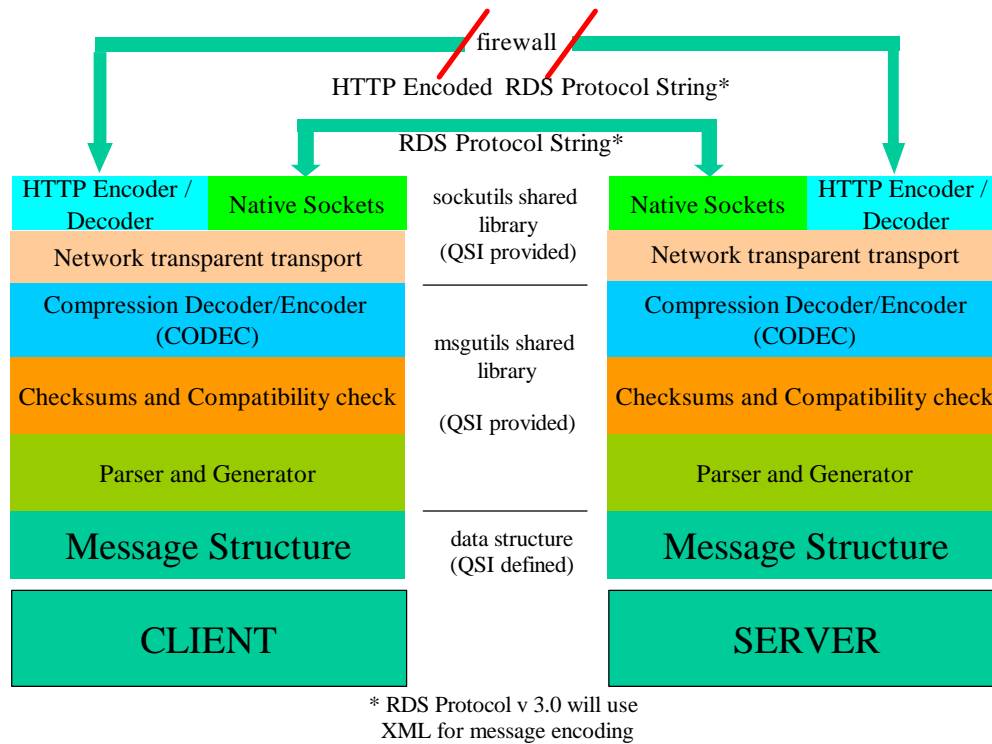 firewall
HTTP Encoded RDS Protocol String*
RDS Protocol String*
HTTP Encoder /
Decoder
Native Sockets
Network transparent transport
Compression Decoder/Encoder
(CODEC)
Checksums and Compatibility check
Parser and Generator
Message Structure
CLIENT
sockutils shared
library
(QSI provided)
msgutils shared
library
(QSI provided)
data structure
(QSI defined)
Native Sockets
HTTP Encoder /
Decoder
Network transparent transport
Compression Decoder/Encoder
(CODEC)
Checksums and Compatibility check
Parser and Generator
Message Structure
SERVER
* RDS Protocol v 3.0 will use
XML for message encoding